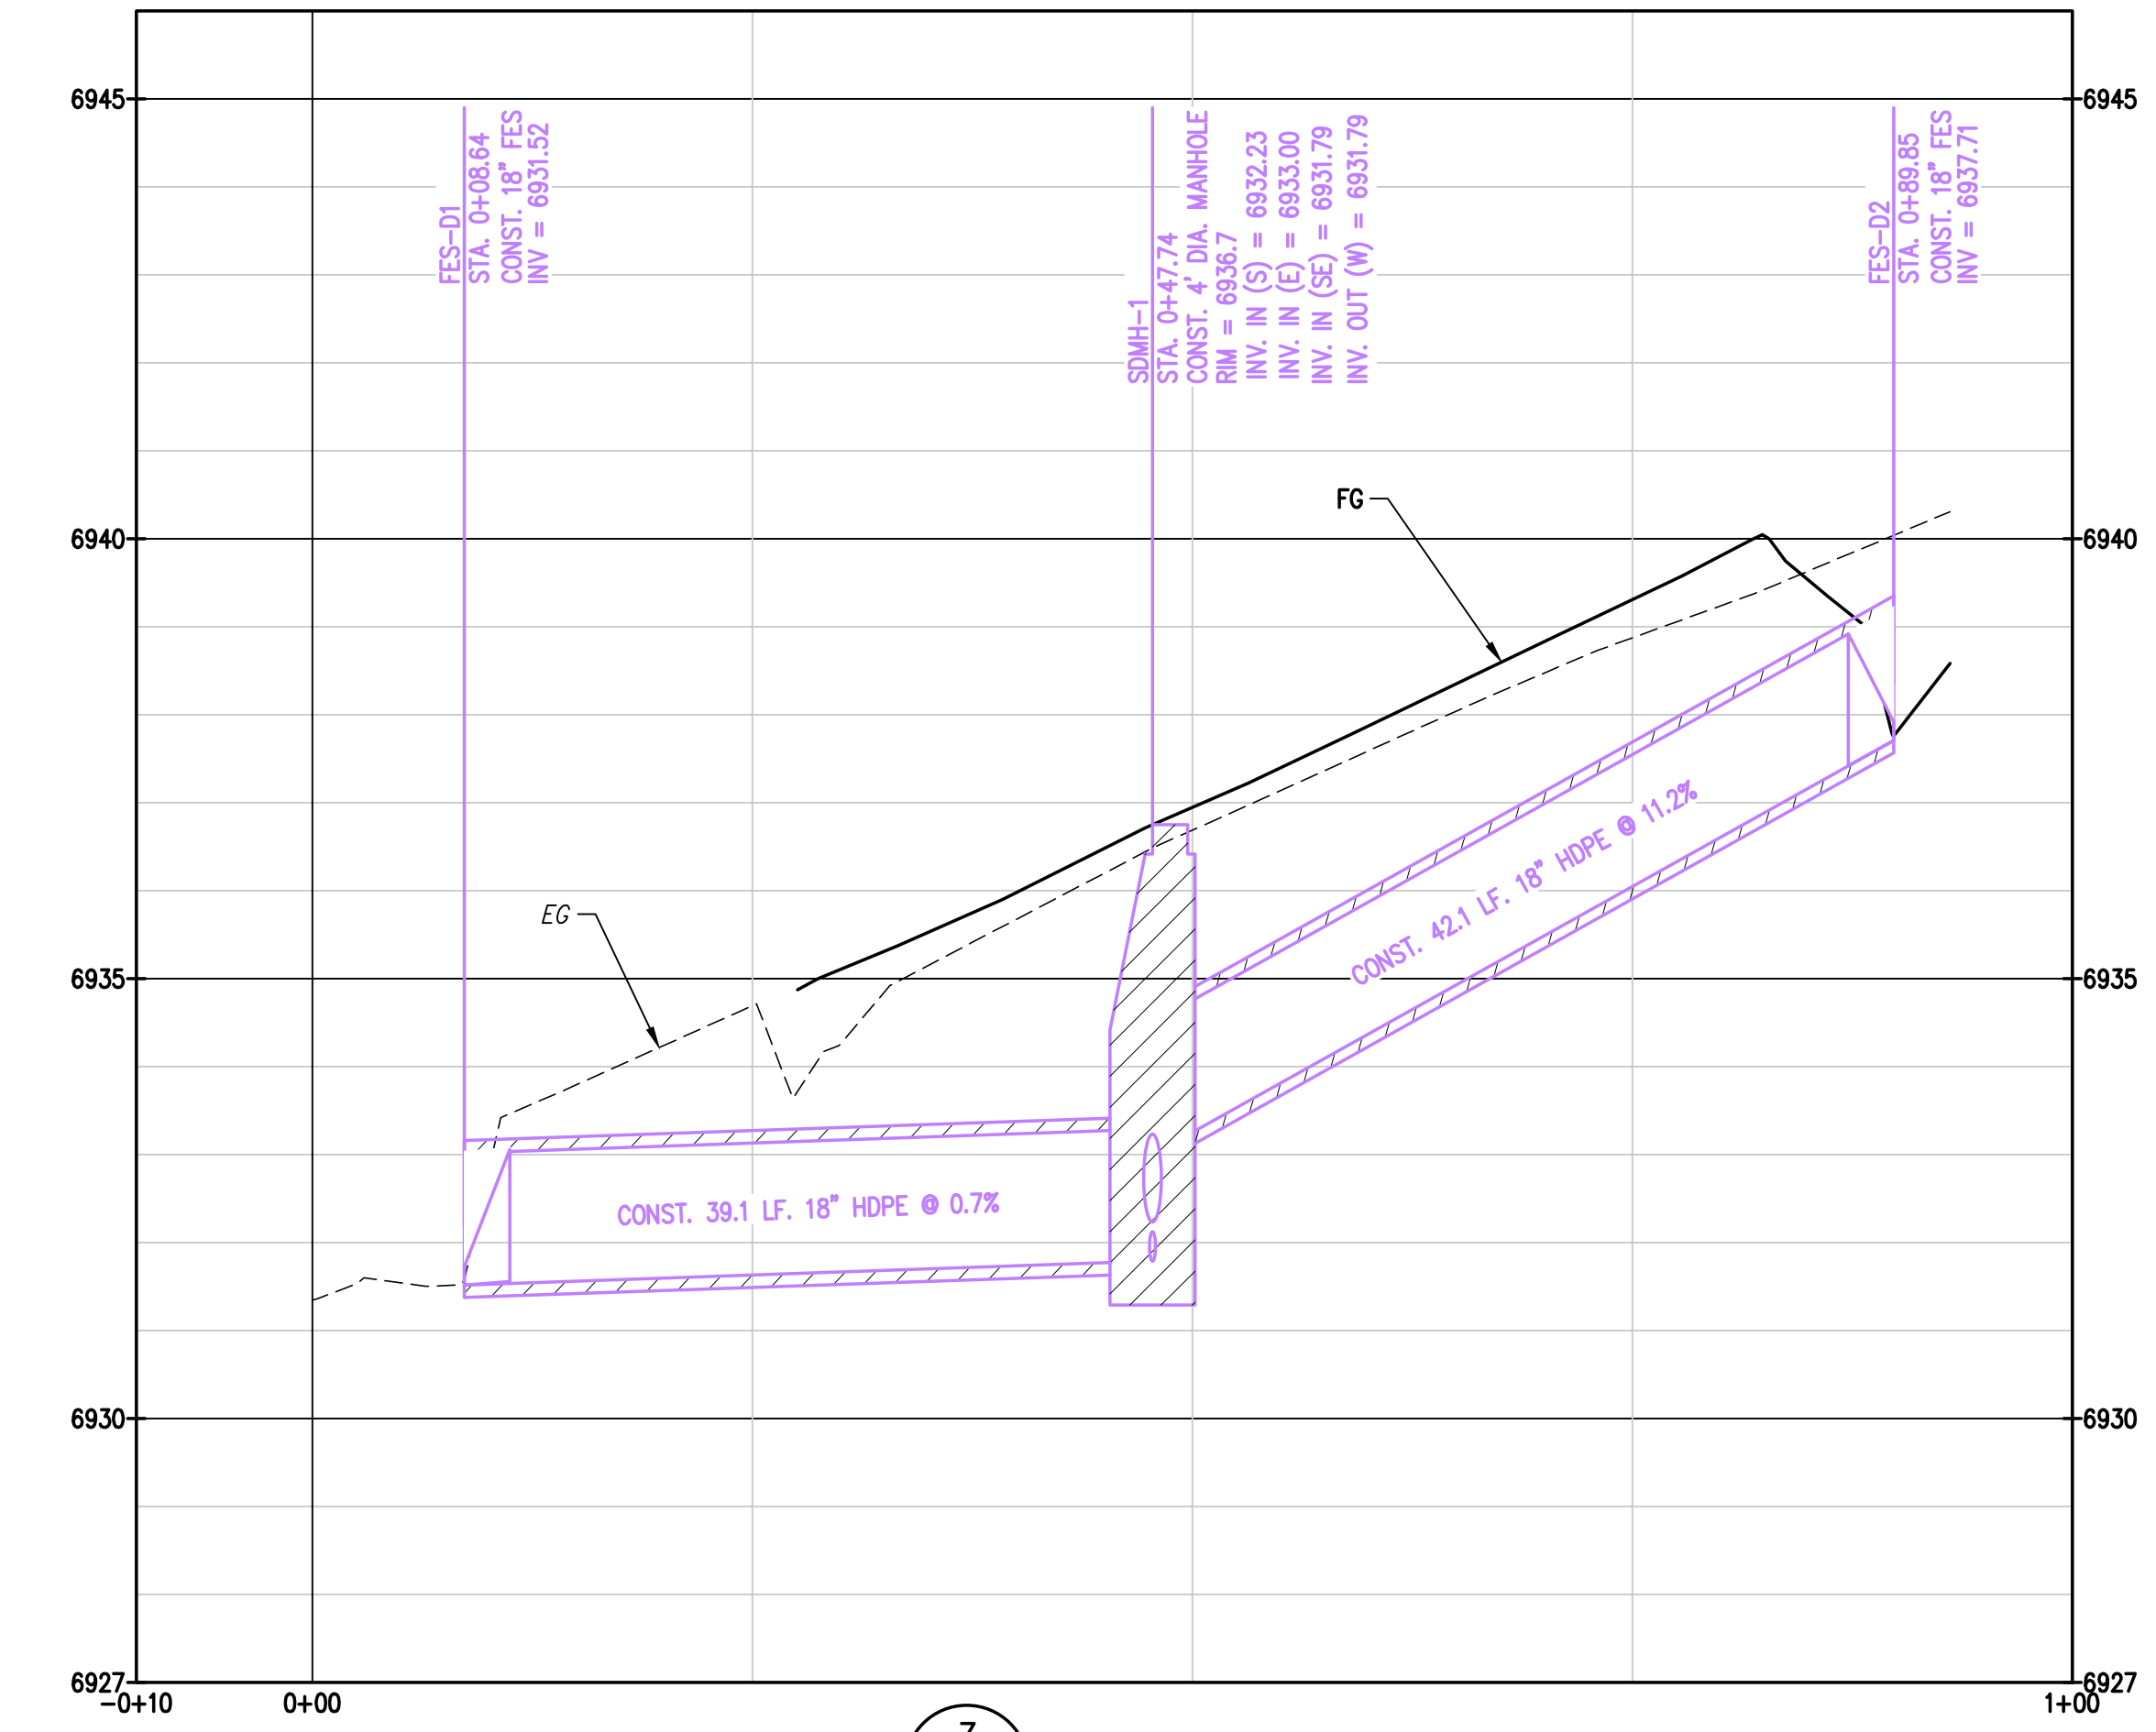 6945
6945
FES-D1
STA. 0+08.64
CONST. 18" FES
INV = 6931.52
SDMH-1
STA. 0+47.74
CONST. 4' DIA. MANHOLE
RIM = 6936.7
INV. IN (S) = 6932.23
INV. IN (E) = 6933.00
INV. IN (SE) = 6931.79
INV. OUT (W) = 6931.79
FES-D2
STA. 0+89.85
CONST. 18" FES
INV = 6937.71
FG
6940
6940
CONST. 42.1 LF. 18" HDPE @ 11.2%
EG
6935
6935
CONST. 39.1 LF. 18" HDPE @ 0.7%
6930
6930
6927
6927
-0+10
0+00
1+00